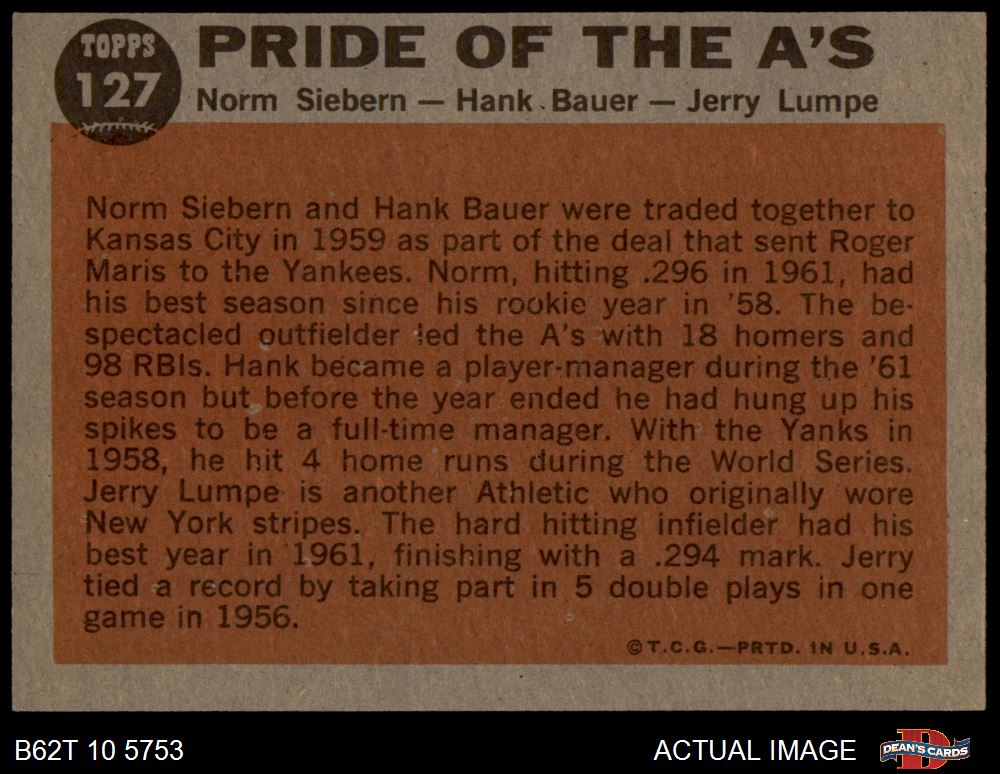 TOPPS
127
PRIDE OF THE A'S
Norm Siebern — Hank Bauer — Jerry Lumpe
Norm Siebern and Hank Bauer were traded together to
Kansas City in 1959 as part of the deal that sent Roger
Maris to the Yankees. Norm, hitting .296 in 1961, had
his best season since his rookie year in '58. The be-
spectacled outfielder led the A's with 18 homers and
98 RBIs. Hank became a player-manager during the '61
season but before the year ended he had hung up his
spikes to be a full-time manager. With the Yanks in
1958, he hit 4 home runs during the World Series.
Jerry Lumpe is another Athletic who originally wore
New York stripes. The hard hitting infielder had his
best year in 1961, finishing with a .294 mark. Jerry
tied a record by taking part in 5 double plays in one
game in 1956.
©T.C.G.—PRTD. IN U.S.A.
B62T 10 5753
ACTUAL IMAGE
DEAN'S CARDS